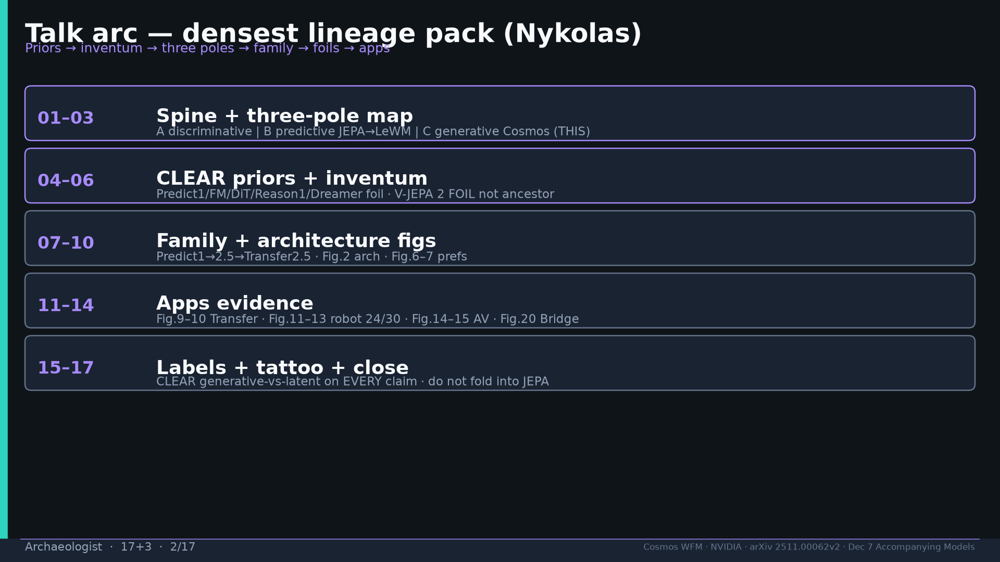 Talk arc — densest lineage pack (Nykolas)
Priors → inventum → three poles → family → foils → apps
01–03
Spine + three-pole map
A discriminative | B predictive JEPA→LeWM | C generative Cosmos (THIS)
04–06
CLEAR priors + inventum
Predict1/FM/DiT/Reason1/Dreamer foil · V-JEPA 2 FOIL not ancestor
07–10
Family + architecture figs
Predict1→2.5→Transfer2.5 · Fig.2 arch · Fig.6–7 prefs
11–14
Apps evidence
Fig.9–10 Transfer · Fig.11–13 robot 24/30 · Fig.14–15 AV · Fig.20 Bridge
15–17
Labels + tattoo + close
CLEAR generative-vs-latent on EVERY claim · do not fold into JEPA
Archaeologist · 17+3 · 2/17
Cosmos WFM · NVIDIA · arXiv 2511.00062v2 · Dec 7 Accompanying Models